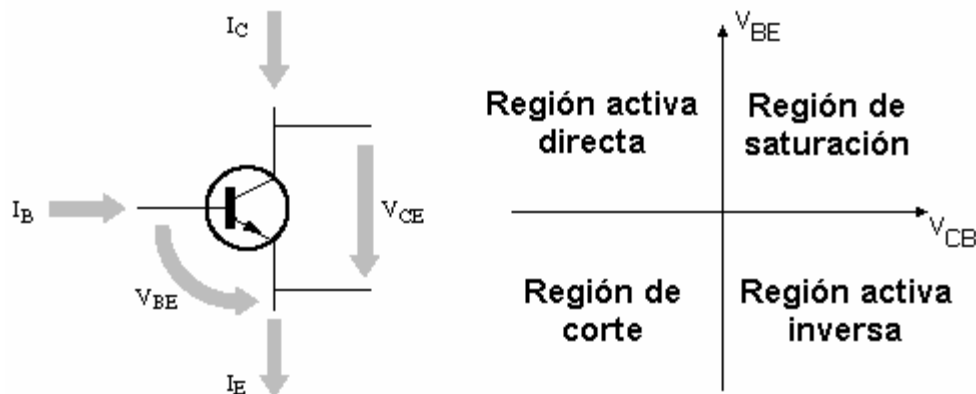 I_C
I_B
V_CE
V_BE
I_E
V_BE
Región activa
directa
Región de
saturación
V_CB
Región de
corte
Región activa
inversa